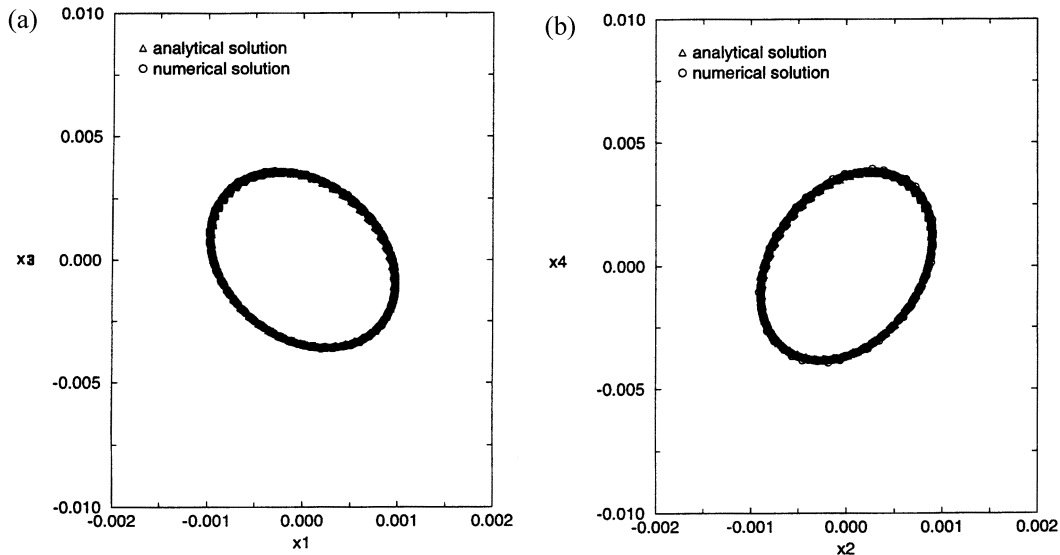 (a)
0.010
△ analytical solution
○ numerical solution
0.005
x3
0.000
-0.005
-0.010
-0.002 -0.001 0.000 0.001 0.002
x1
(b)
0.010
△ analytical solution
○ numerical solution
0.005
x4
0.000
-0.005
-0.010
-0.002 -0.001 0.000 0.001 0.002
x2